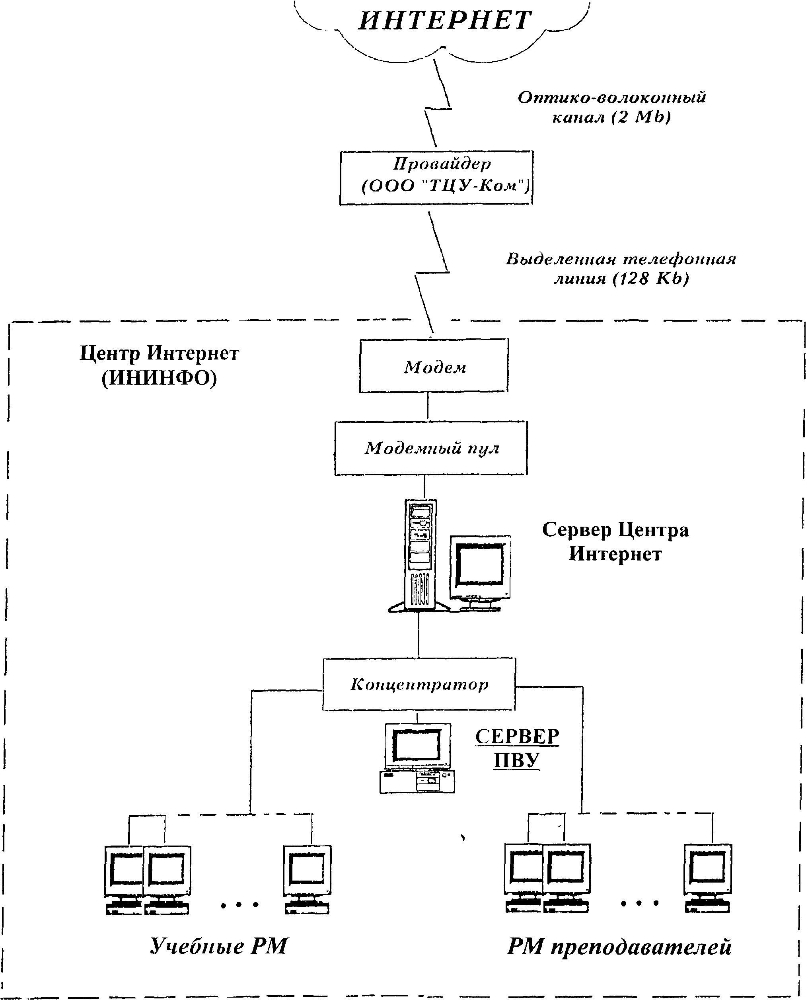 ИНТЕРНЕТ
Оптико-волоконный
канал (2 Mb)
Провайдер
(ООО "ТЦУ-Ком")
Выделенная телефонная
линия (128 Kb)
Центр Интернет
(ИНИНФО)
Модем
Модемный пул
Сервер Центра
Интернет
Концентратор
СЕРВЕР
ПВУ
Учебные РМ
РМ преподавателей